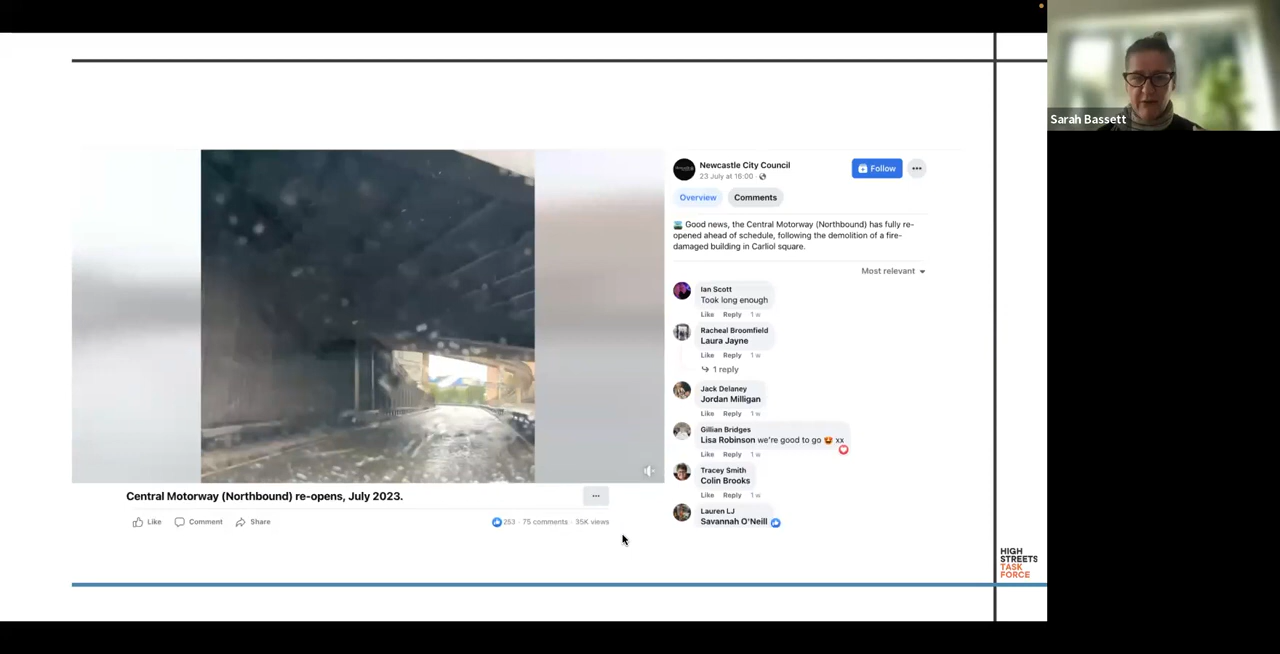 Sarah Bassett
Newcastle City Council
23 July at 16:00 ·
Follow
Overview
Comments
Good news, the Central Motorway (Northbound) has fully re-
opened ahead of schedule, following the demolition of a fire-
damaged building in Carliol square.
Most relevant
Ian Scott
Took long enough
Like Reply 1 w
Racheal Broomfield
Laura Jayne
Like Reply 1 w
1 reply
Jack Delaney
Jordan Milligan
Like Reply 1 w
Gillian Bridges
Lisa Robinson we're good to go 😍 xx
Like Reply 1 w
Tracey Smith
Colin Brooks
Like Reply 1 w
Lauren LJ
Savannah O'Neill
Central Motorway (Northbound) re-opens, July 2023.
Like Comment Share
253 · 75 comments · 35K views
HIGH
STREETS
TASK
FORCE